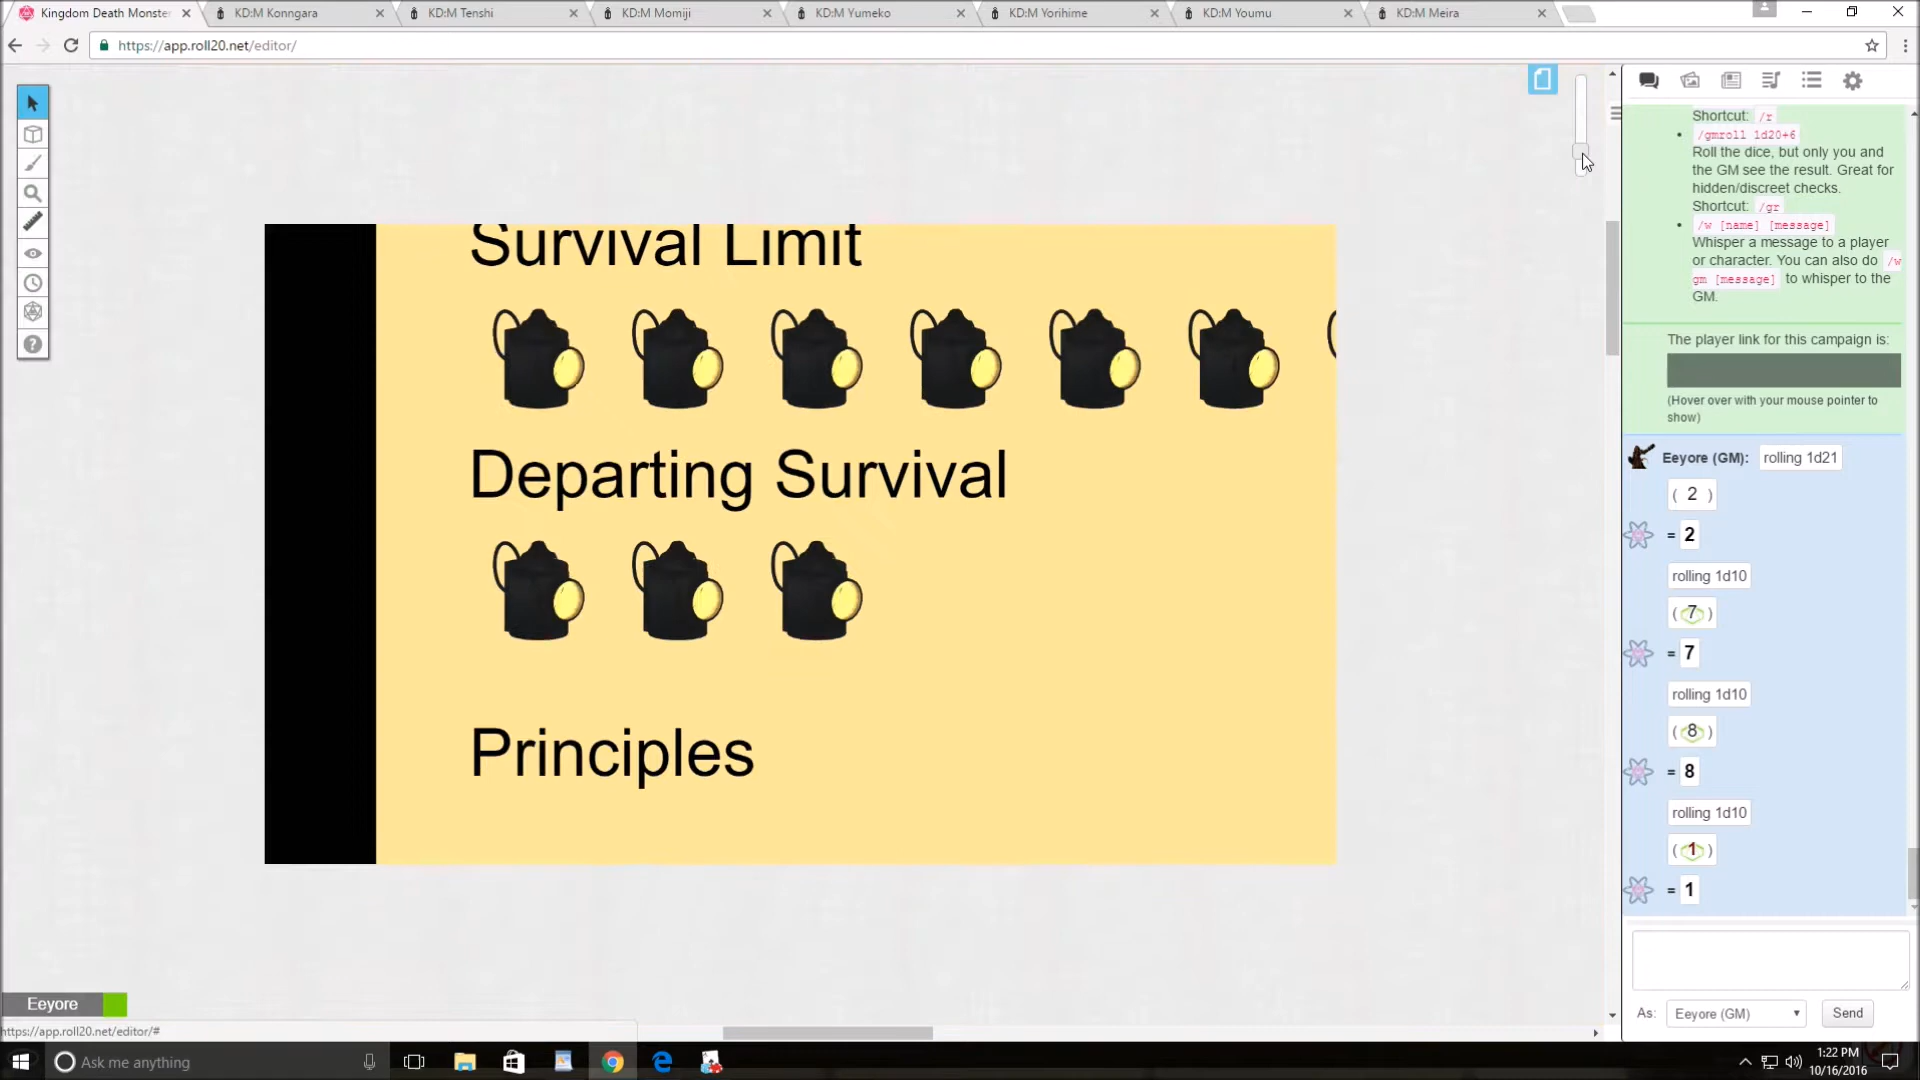 Kingdom Death Monster
KD:M Konngara
KD:M Tenshi
KD:M Momiji
KD:M Yumeko
KD:M Yorihime
KD:M Youmu
KD:M Meira
https://app.roll20.net/editor/
Survival Limit
Departing Survival
Principles
Shortcut: /r
/gmroll 1d20+6
Roll the dice, but only you and
the GM see the result. Great for
hidden/discreet checks.
Shortcut: /gr
/w [name] [message]
Whisper a message to a player
or character. You can also do /w
gm [message] to whisper to the
GM.
The player link for this campaign is:
(Hover over with your mouse pointer to
show)
Eeyore (GM): rolling 1d21
( 2 )
= 2
rolling 1d10
( 7 )
= 7
rolling 1d10
( 8 )
= 8
rolling 1d10
( 1 )
= 1
As: Eeyore (GM) Send
Eeyore
https://app.roll20.net/editor/#
Ask me anything
1:22 PM
10/16/2016